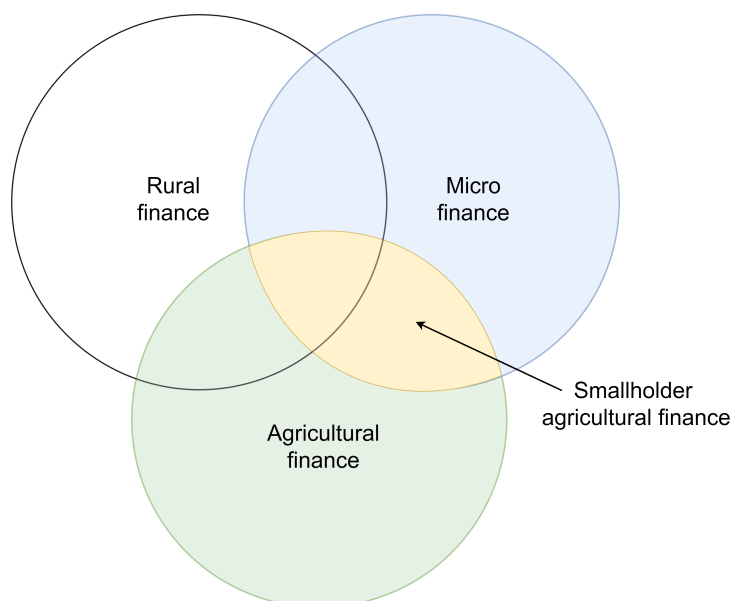 Rural
finance
Micro
finance
Smallholder
agricultural finance
Agricultural
finance